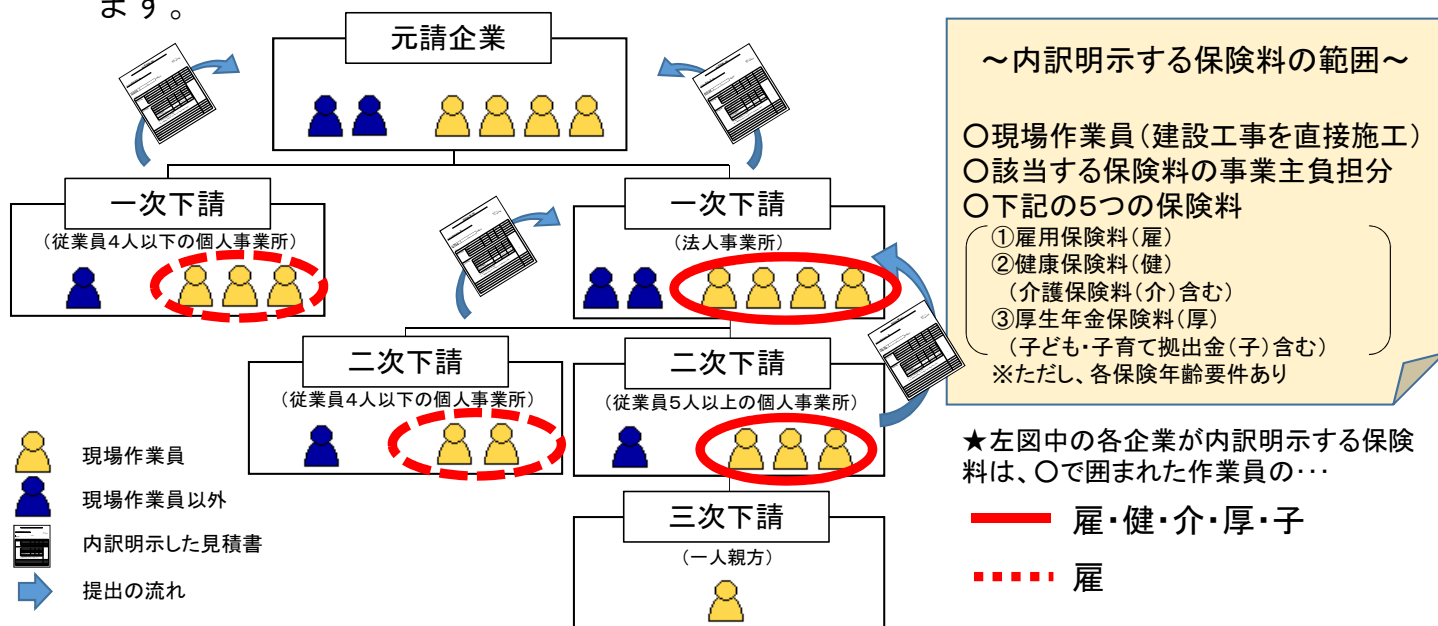 ます。
元請企業
一次下請
(従業員4人以下の個人事業所)
一次下請
(法人事業所)
二次下請
(従業員4人以下の個人事業所)
二次下請
(従業員5人以上の個人事業所)
三次下請
(一人親方)
現場作業員
現場作業員以外
内訳明示した見積書
提出の流れ
～内訳明示する保険料の範囲～
○現場作業員(建設工事を直接施工)
○該当する保険料の事業主負担分
○下記の5つの保険料
①雇用保険料(雇)
②健康保険料(健)
(介護保険料(介)含む)
③厚生年金保険料(厚)
(子ども・子育て拠出金(子)含む)
※ただし、各保険年齢要件あり
★左図中の各企業が内訳明示する保険
料は、○で囲まれた作業員の…
雇・健・介・厚・子
雇